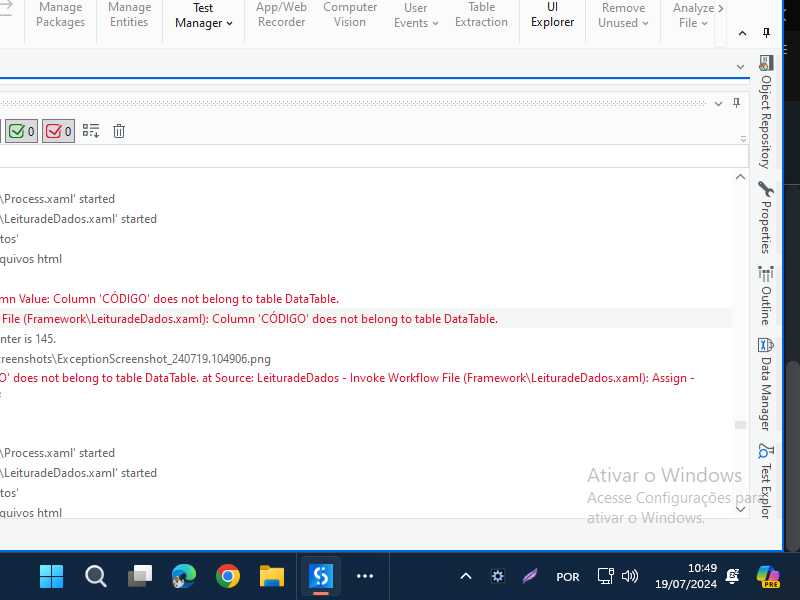 Manage
Packages
Manage
Entities
Test
Manager
App/Web
Recorder
Computer
Vision
User
Events
Table
Extraction
UI
Explorer
Remove
Unused
Analyze
File
0
0
Object Repository
Properties
Outline
Data Manager
Test Explor
\Process.xaml' started
\LeituradeDados.xaml' started
tos'
quivos html
mn Value: Column 'CÓDIGO' does not belong to table DataTable.
File (Framework\LeituradeDados.xaml): Column 'CÓDIGO' does not belong to table DataTable.
nter is 145.
creenshots\ExceptionScreenshot_240719.104906.png
O' does not belong to table DataTable. at Source: LeituradeDados - Invoke Workflow File (Framework\LeituradeDados.xaml): Assign -
\Process.xaml' started
\LeituradeDados.xaml' started
tos'
quivos html
Ativar o Windows
Acesse Configurações para
ativar o Windows.
POR
10:49
19/07/2024
PRE